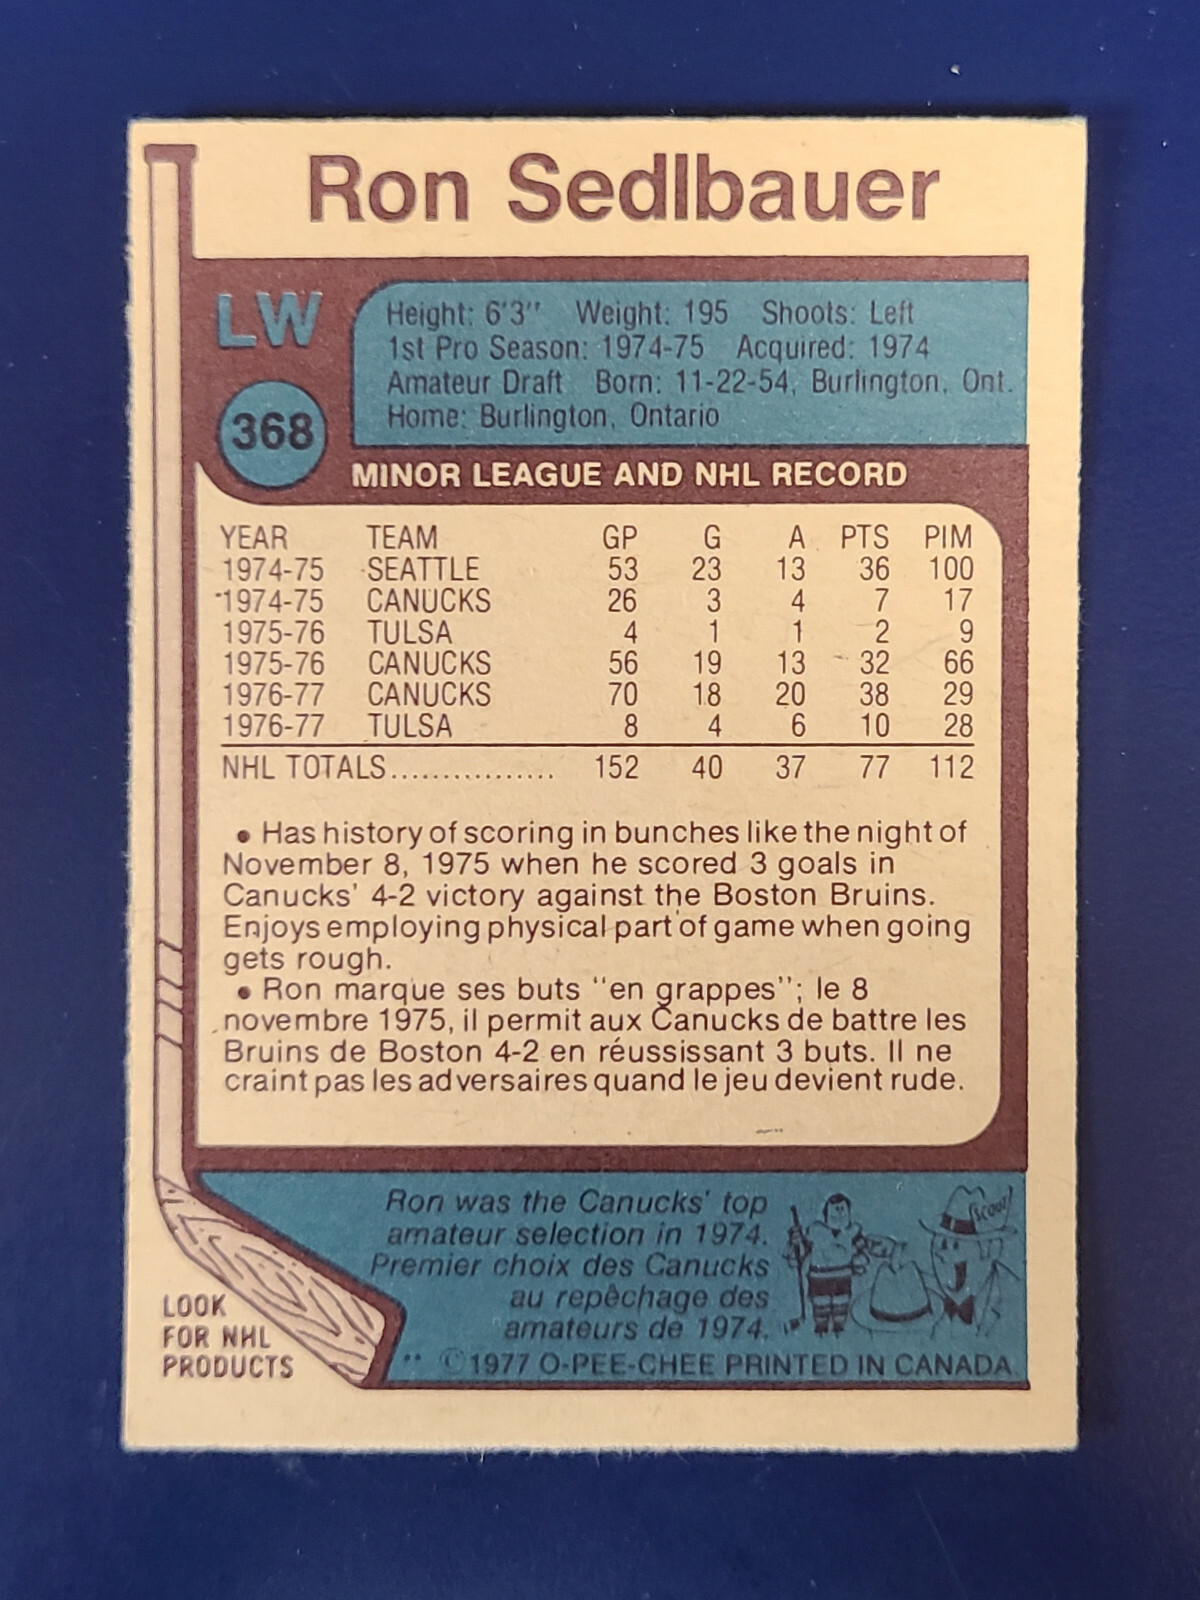 Ron Sedlbauer
LW
368
Height: 6'3" Weight: 195 Shoots: Left
1st Pro Season: 1974-75 Acquired: 1974
Amateur Draft Born: 11-22-54, Burlington, Ont.
Home: Burlington, Ontario
MINOR LEAGUE AND NHL RECORD
YEAR TEAM GP G A PTS PIM
1974-75 SEATTLE 53 23 13 36 100
1974-75 CANUCKS 26 3 4 7 17
1975-76 TULSA 4 1 1 2 9
1975-76 CANUCKS 56 19 13 32 66
1976-77 CANUCKS 70 18 20 38 29
1976-77 TULSA 8 4 6 10 28
NHL TOTALS................ 152 40 37 77 112
• Has history of scoring in bunches like the night of
November 8, 1975 when he scored 3 goals in
Canucks' 4-2 victory against the Boston Bruins.
Enjoys employing physical part of game when going
gets rough.
• Ron marque ses buts "en grappes"; le 8
novembre 1975, il permit aux Canucks de battre les
Bruins de Boston 4-2 en réussissant 3 buts. Il ne
craint pas les adversaires quand le jeu devient rude.
Ron was the Canucks' top
amateur selection in 1974.
Premier choix des Canucks
au repêchage des
amateurs de 1974.
SCOUT
LOOK
FOR NHL
PRODUCTS
** ©1977 O-PEE-CHEE PRINTED IN CANADA